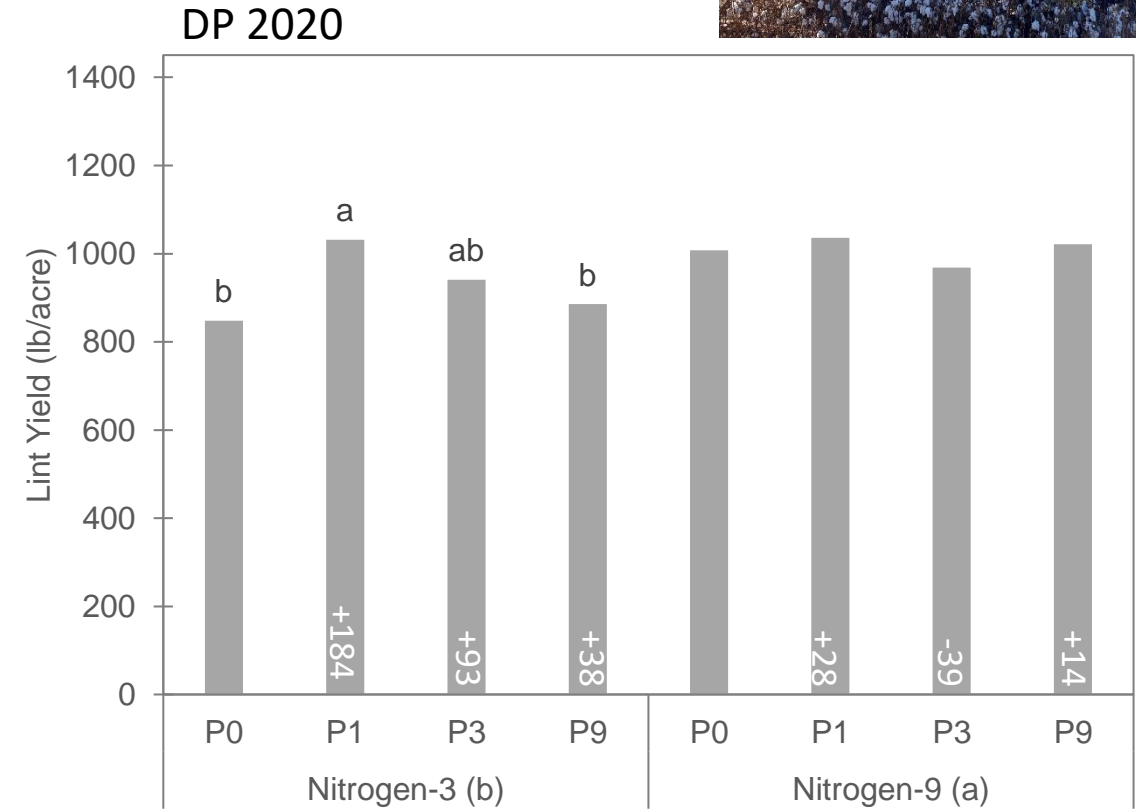 DP 2020
Lint Yield (lb/acre)
1400
1200
1000
800
600
400
200
0
b
a
ab
b
+184
+93
+38
+28
-39
+14
P0 P1 P3 P9 P0 P1 P3 P9
Nitrogen-3 (b) Nitrogen-9 (a)